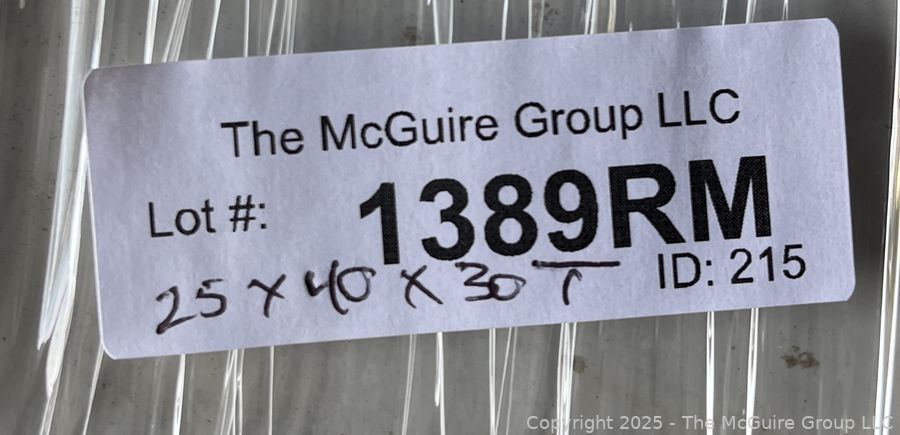 The McGuire Group LLC
Lot #: 1389RM
25 x 40 x 30 T ID: 215
Copyright 2025 - The McGuire Group LLC